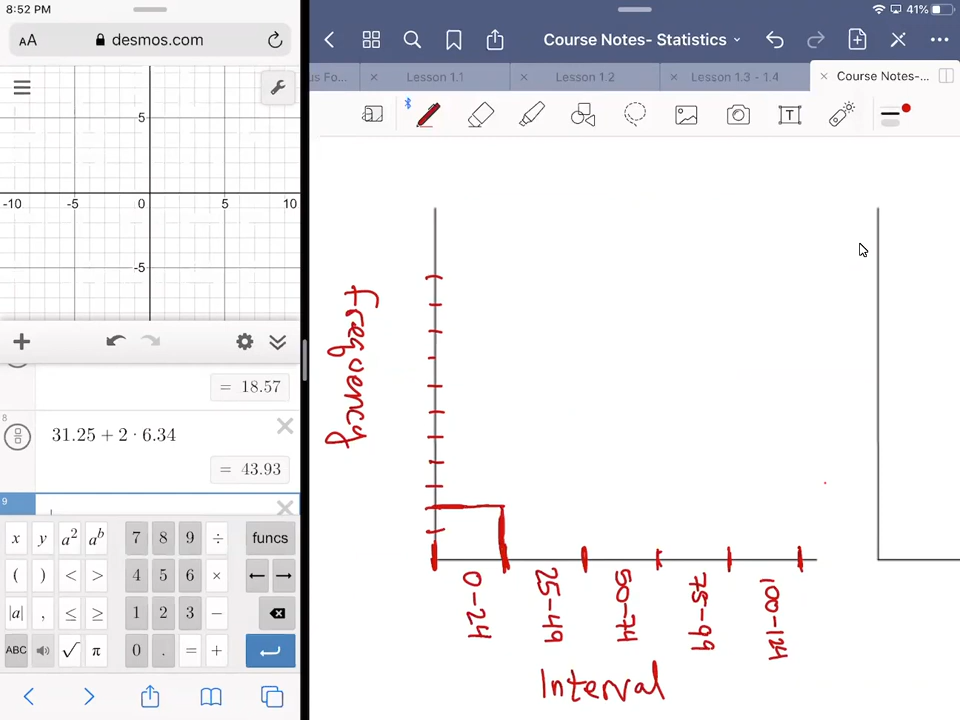 8:52 PM
41%
AA
desmos.com
Course Notes- Statistics
us Fo...
Lesson 1.1
Lesson 1.2
Lesson 1.3 - 1.4
Course Notes-...
T
5
-10
-5
0
5
10
-5
= 18.57
8
31.25 + 2 · 6.34
= 43.93
9
x y a² a^b 7 8 9 ÷ funcs
( ) < > 4 5 6 ×
|a| , ≤ ≥ 1 2 3 −
ABC √ π 0 . = +
Frequency
0-24
25-49
50-74
75-99
100-124
Interval